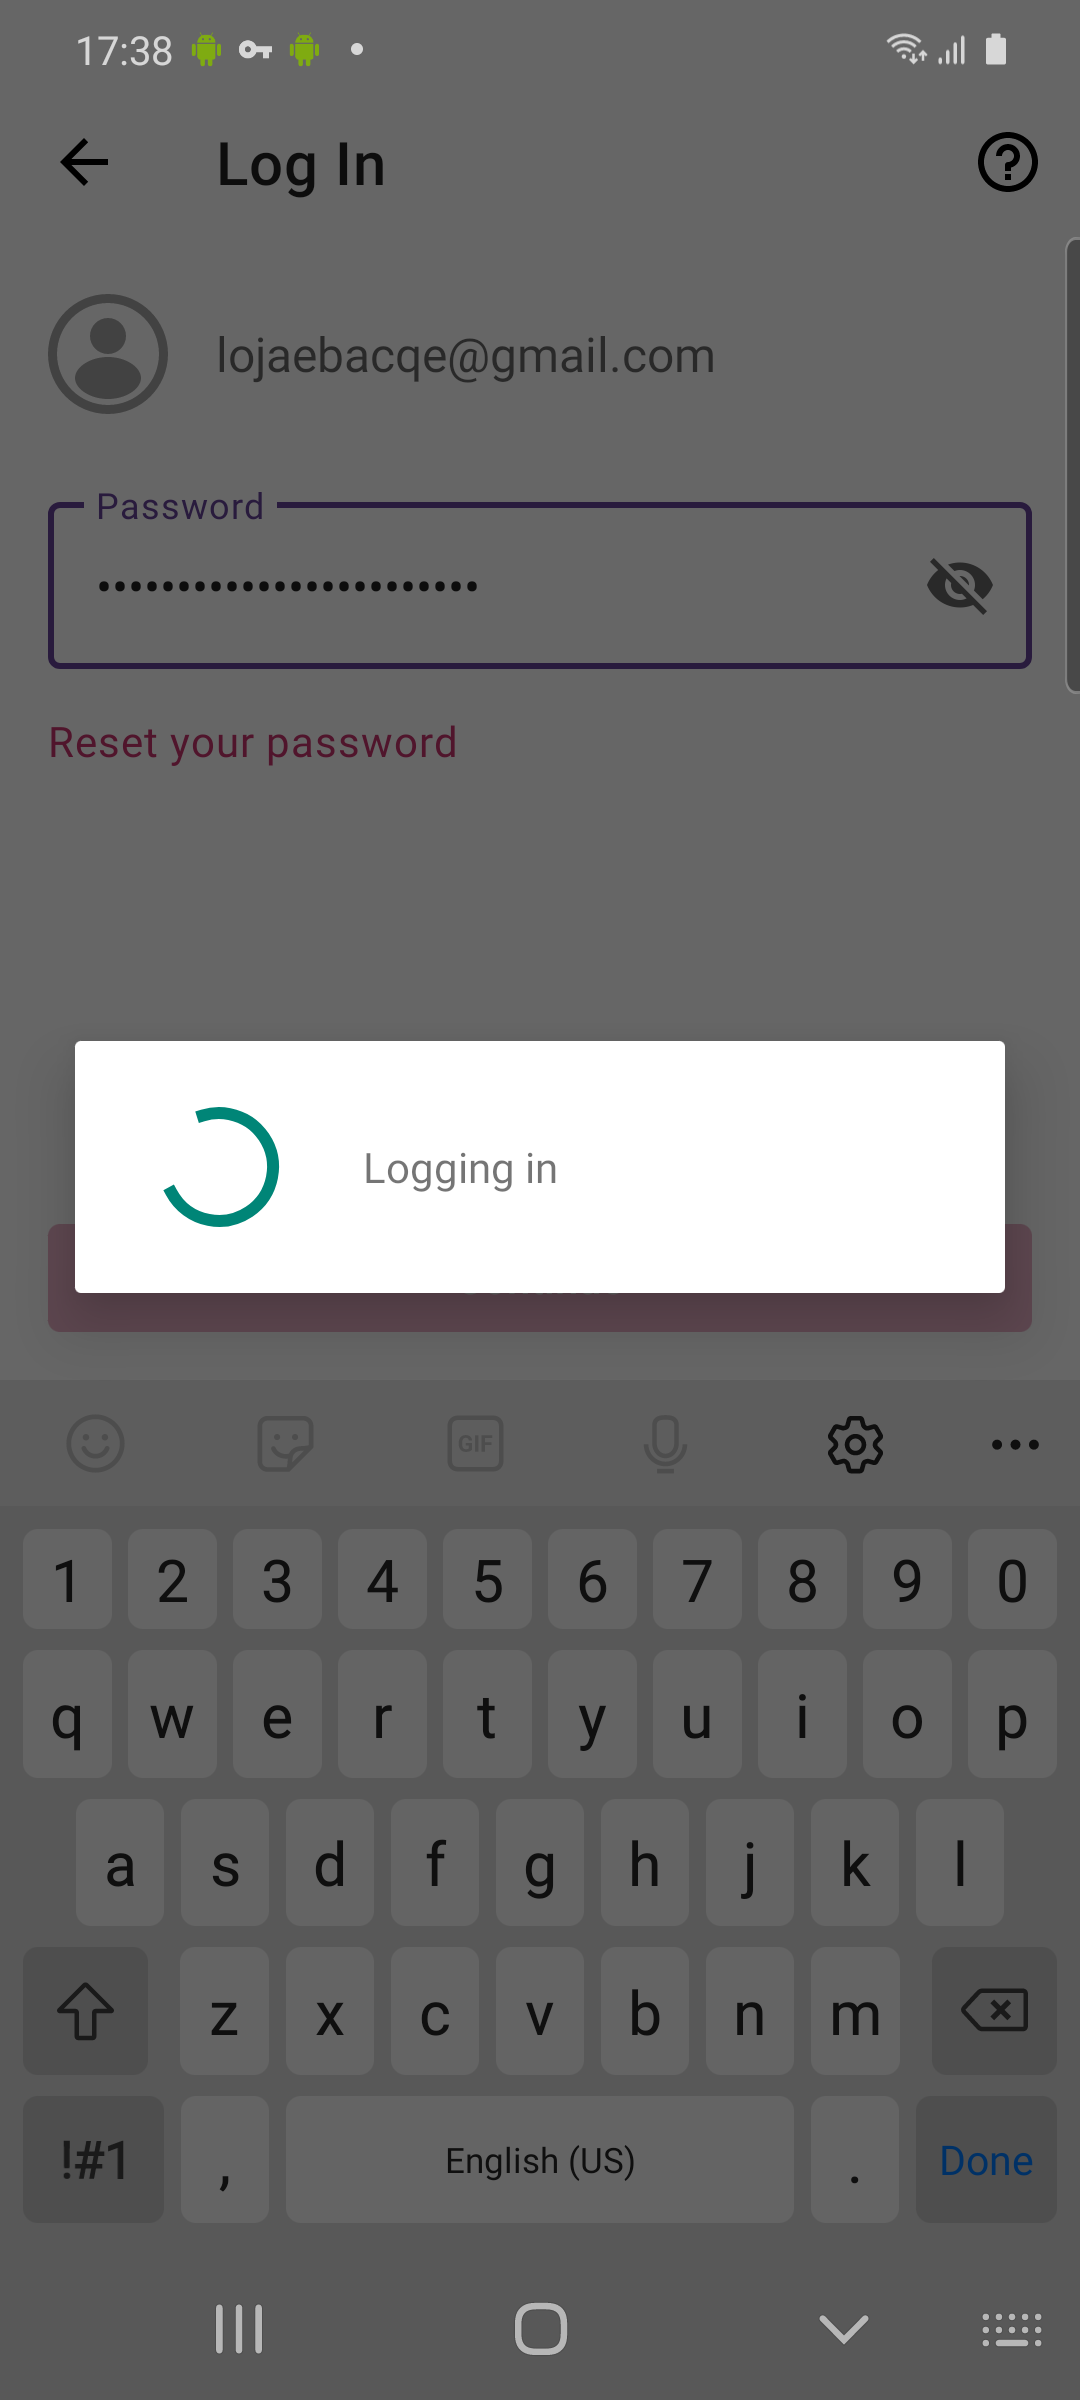 17:38
Log In
lojaebacqe@gmail.com
Password
••••••••••••••••••••••••
Reset your password
Logging in
GIF
1 2 3 4 5 6 7 8 9 0
q w e r t y u i o p
a s d f g h j k l
z x c v b n m
!#1 , English (US) . Done